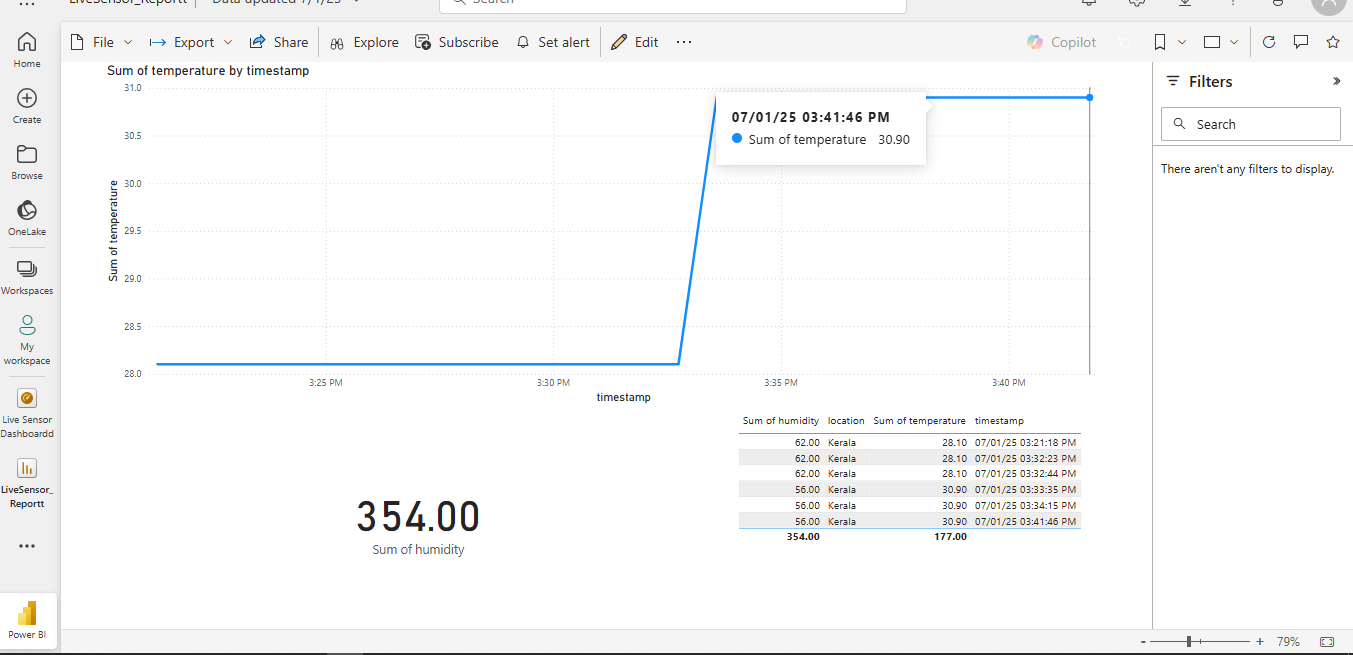 LiveSensor_Reportt
Data updated 7/1/25
Search
File
Export
Share
Explore
Subscribe
Set alert
Edit
Copilot
Home
Create
Browse
OneLake
Workspaces
My
workspace
Live Sensor
Dashboardd
LiveSensor_
Reportt
Power BI
Sum of temperature by timestamp
31.0
30.5
30.0
29.5
29.0
28.5
28.0
Sum of temperature
07/01/25 03:41:46 PM
Sum of temperature 30.90
3:25 PM 3:30 PM 3:35 PM 3:40 PM
timestamp
354.00
Sum of humidity
Sum of humidity location Sum of temperature timestamp
62.00 Kerala 28.10 07/01/25 03:21:18 PM
62.00 Kerala 28.10 07/01/25 03:32:23 PM
62.00 Kerala 28.10 07/01/25 03:32:44 PM
56.00 Kerala 30.90 07/01/25 03:33:35 PM
56.00 Kerala 30.90 07/01/25 03:34:15 PM
56.00 Kerala 30.90 07/01/25 03:41:46 PM
354.00 177.00
Filters
Search
There aren't any filters to display.
- + 79%